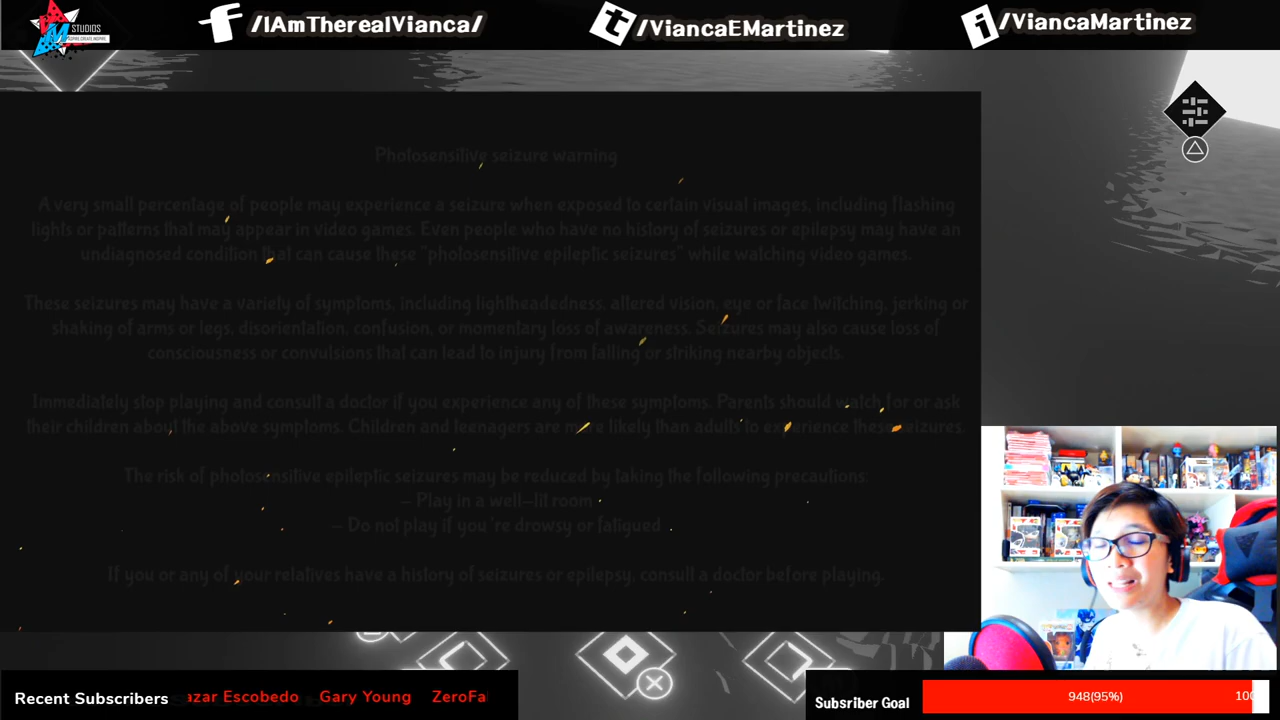 STUDIOS
/IAmTherealVianca/
/ViancaEMartinez
/ViancaMartinez
Photosensitive seizure warning
A very small percentage of people may experience a seizure when exposed to certain visual images, including flashing
lights or patterns that may appear in video games. Even people who have no history of seizures or epilepsy may have an
undiagnosed condition that can cause these "photosensitive epileptic seizures" while watching video games.
These seizures may have a variety of symptoms, including lightheadedness, altered vision, eye or face twitching, jerking or
shaking of arms or legs, disorientation, confusion, or momentary loss of awareness. Seizures may also cause loss of
consciousness or convulsions that can lead to injury from falling or striking nearby objects.
Immediately stop playing and consult a doctor if you experience any of these symptoms. Parents should watch for or ask
their children about the above symptoms. Children and teenagers are more likely than adults to experience these seizures.
The risk of photosensitive seizures may reduced by taking the following precautions:
- Play in a well-lit room
- Do not play if you're drowsy or fatigued
If you or any of your relatives have a history of seizures or epilepsy, consult a doctor before playing.
Recent Subscribers azar Escobedo Gary Young ZeroFa
Subsriber Goal 948(95%) 100